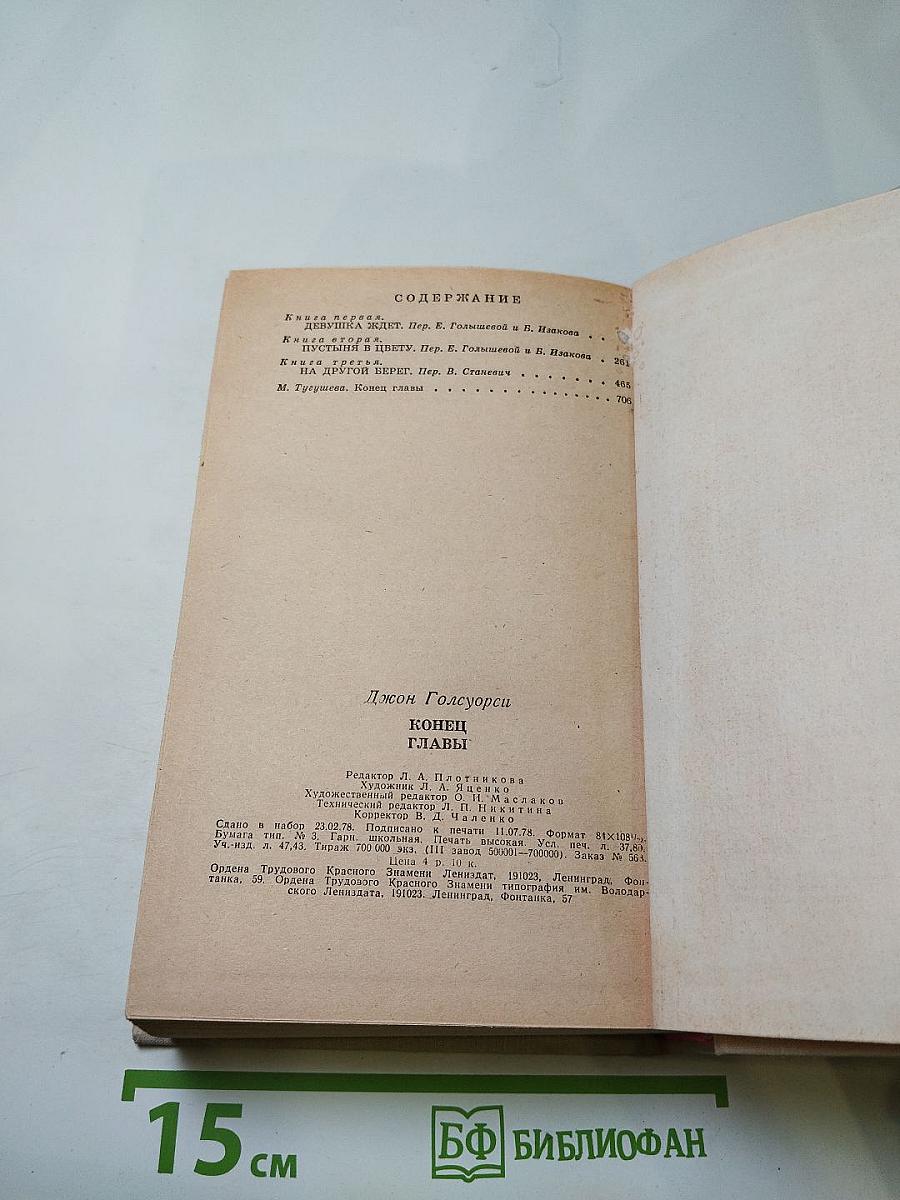 СОДЕРЖАНИЕ
Книга первая.
ДЕВУШКА ЖДЕТ. Пер. Е. Голышевой и Б. Изакова . .
Книга вторая.
ПУСТЫНЯ В ЦВЕТУ. Пер. Е. Голышевой и Б. Изакова . 261
Книга третья.
НА ДРУГОЙ БЕРЕГ. Пер. В. Станевич . . . . . . . 465
М. Тугушева. Конец главы . . . . . . . . . . . . . . . 706
Джон Голсуорси
КОНЕЦ
ГЛАВЫ
Редактор Л. А. Плотникова
Художник Л. А. Яценко
Художественный редактор О. И. Маслаков
Технический редактор Л. П. Никитина
Корректор В. Д. Чаленко
Сдано в набор 23.02.78. Подписано к печати 11.07.78. Формат
Бумага тип. № 3. Гарн. школьная. Печать высокая. Усл. печ. л. 37,80.
Уч.-изд. л. 47,43. Тираж 700 000 экз. (III завод 500001—700000). Заказ № 563.
Цена 4 р. 10 к.
Ордена Трудового Красного Знамени Лениздат, 191023, Ленинград, Фон-
танка, 59. Ордена Трудового Красного Знамени типография им. Володар-
ского Лениздата, 191023. Ленинград, Фонтанка, 57
15 см
БФ БИБЛИОФАН